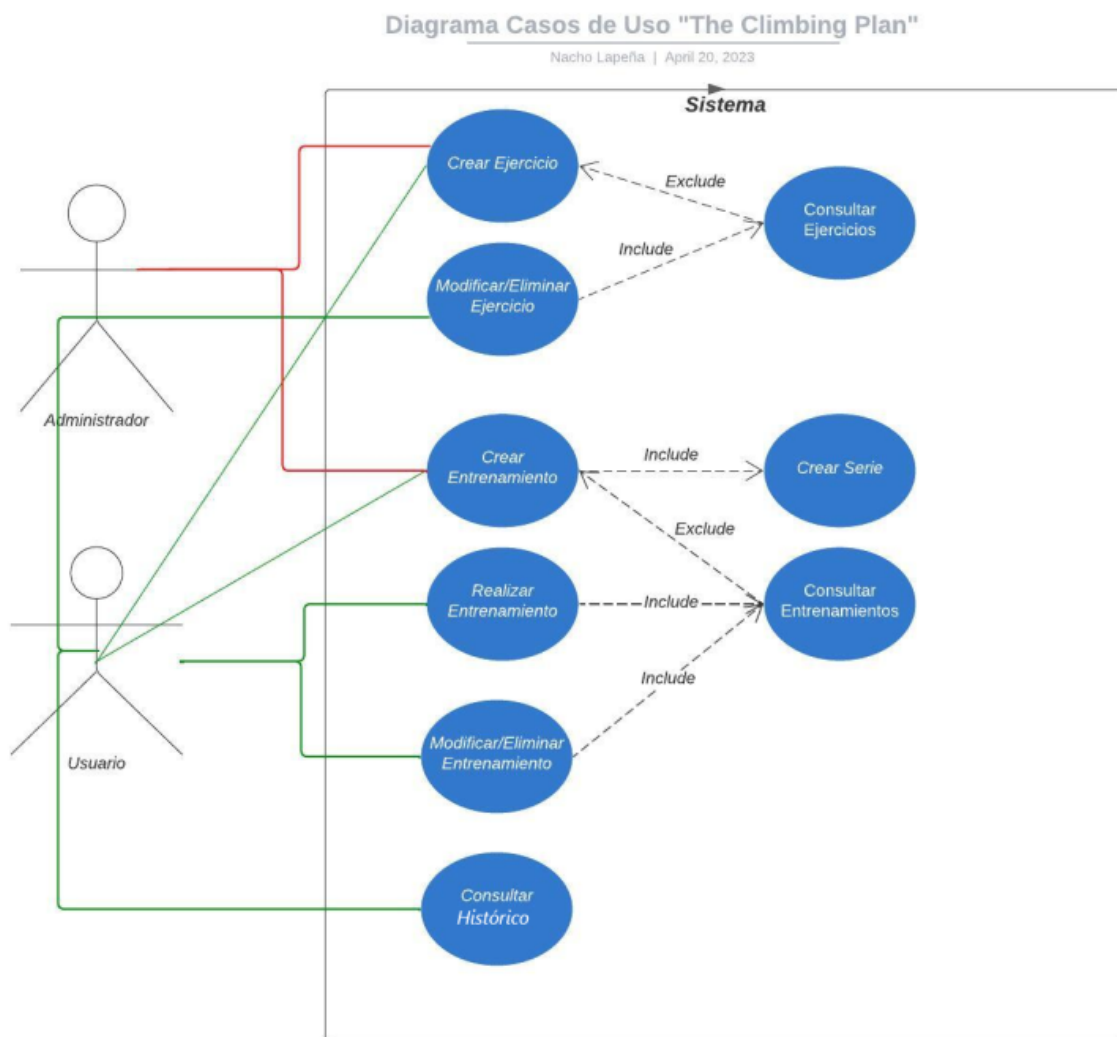 Diagrama Casos de Uso "The Climbing Plan"
Nacho Lapeña | April 20, 2023
Sistema
Crear Ejercicio
Exclude
Consultar
Ejercicios
Include
Modificar/Eliminar
Ejercicio
Administrador
Crear
Entrenamiento
Include
Crear Serie
Exclude
Realizar
Entrenamiento
Include
Consultar
Entrenamientos
Include
Modificar/Eliminar
Entrenamiento
Usuario
Consultar
Histórico